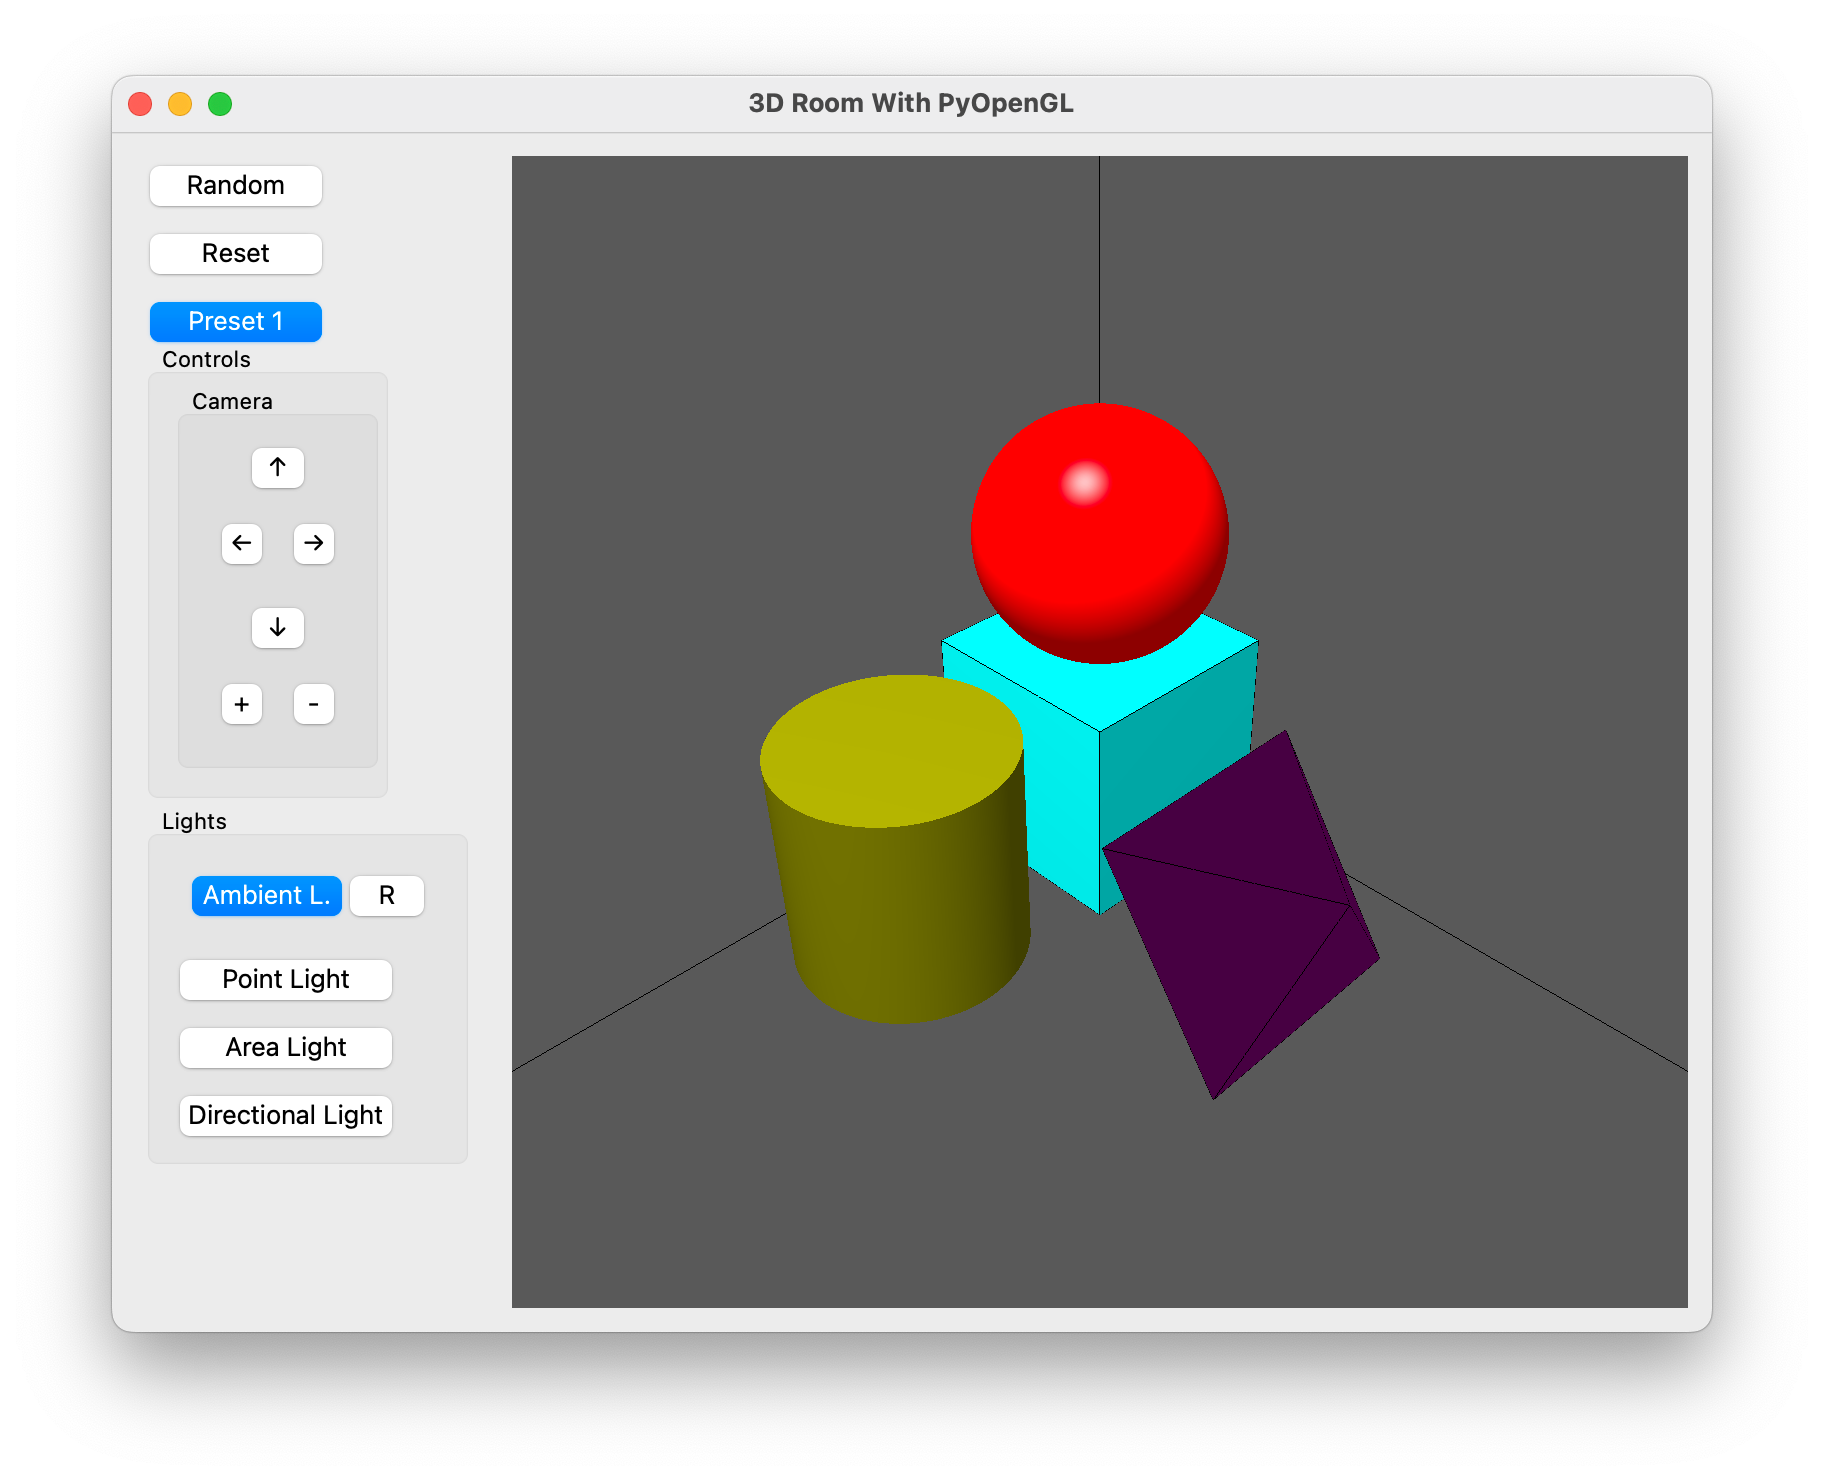 3D Room With PyOpenGL
Random
Reset
Preset 1
Controls
Camera
↑
← →
↓
+ -
Lights
Ambient L. R
Point Light
Area Light
Directional Light